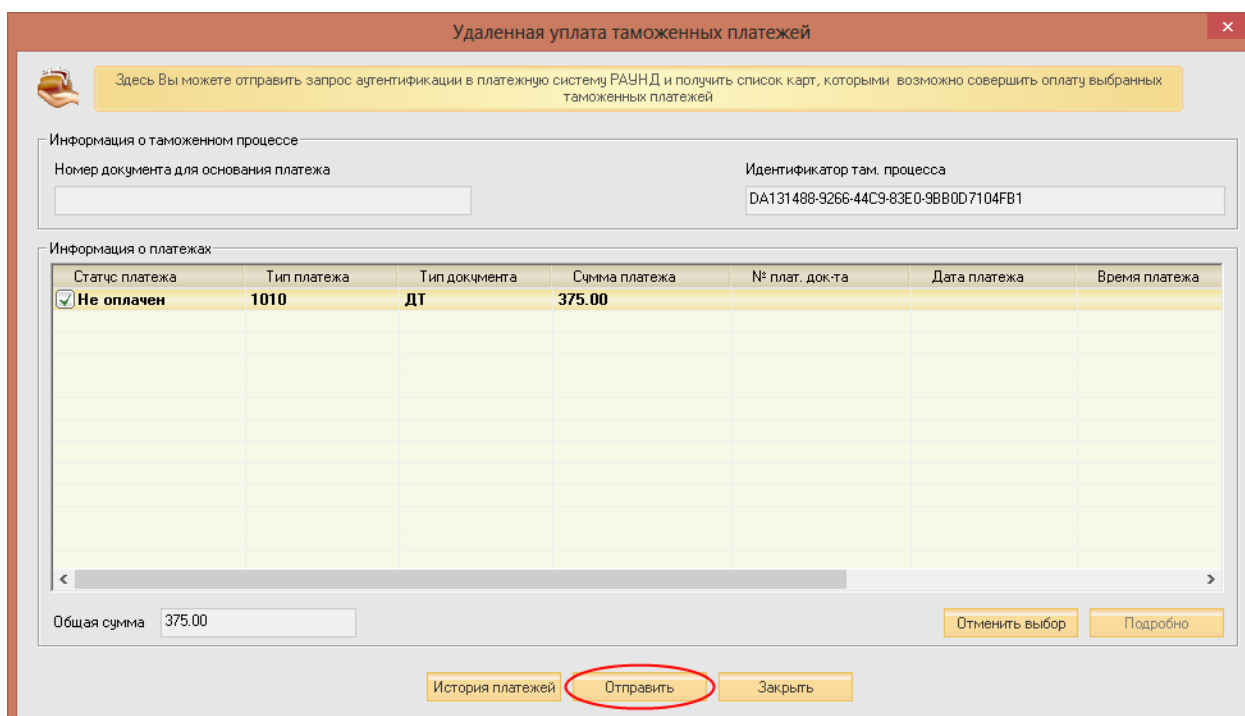 Удаленная уплата таможенных платежей
Здесь Вы можете отправить запрос аутентификации в платежную систему РАУНД и получить список карт, которыми возможно совершить оплату выбранных
таможенных платежей
Информация о таможенном процессе
Номер документа для основания платежа Идентификатор там. процесса
DA131488-9266-44C9-83E0-9BB0D7104FB1
Информация о платежах
Статус платежа Тип платежа Тип документа Сумма платежа № плат. док-та Дата платежа Время платежа
Не оплачен 1010 ДТ 375.00
Общая сумма 375.00 Отменить выбор Подробно
История платежей Отправить Закрыть